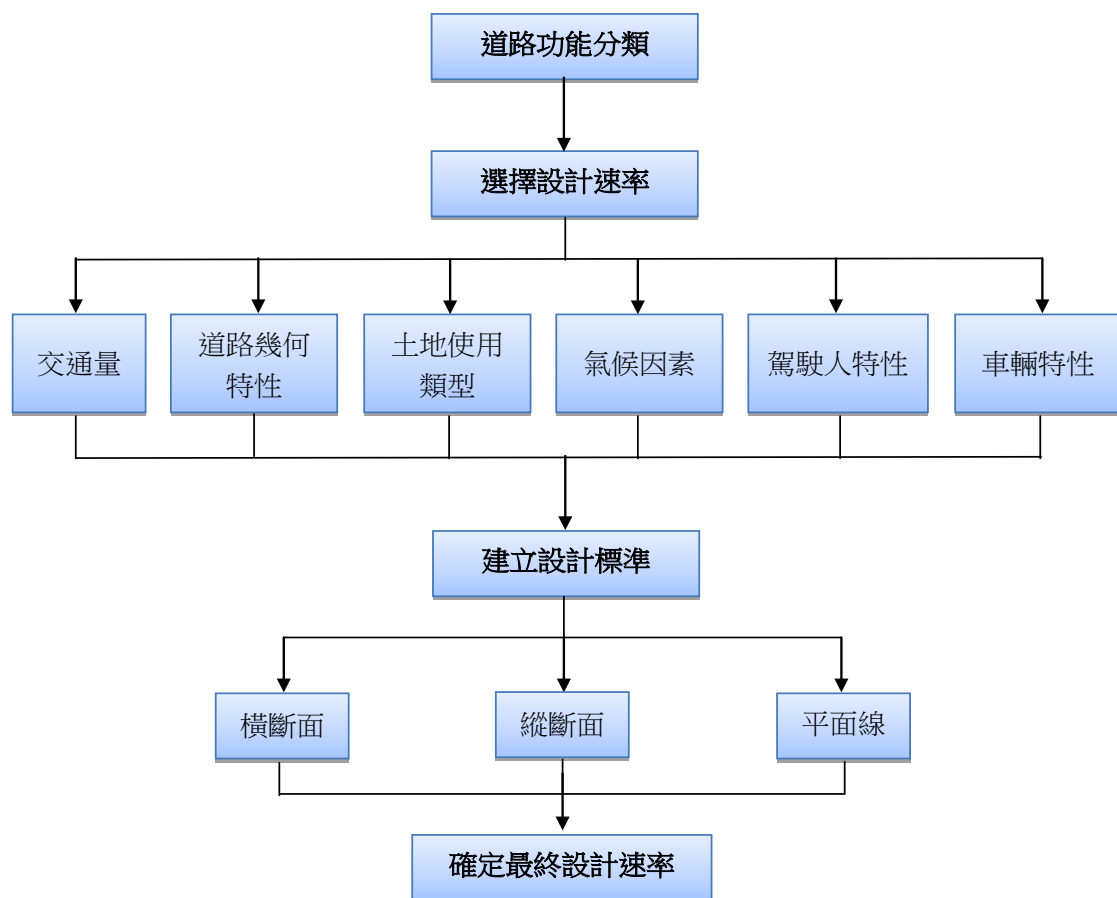 道路功能分類
選擇設計速率
交通量
道路幾何
特性
土地使用
類型
氣候因素
駕駛人特性
車輛特性
建立設計標準
橫斷面
縱斷面
平面線
確定最終設計速率